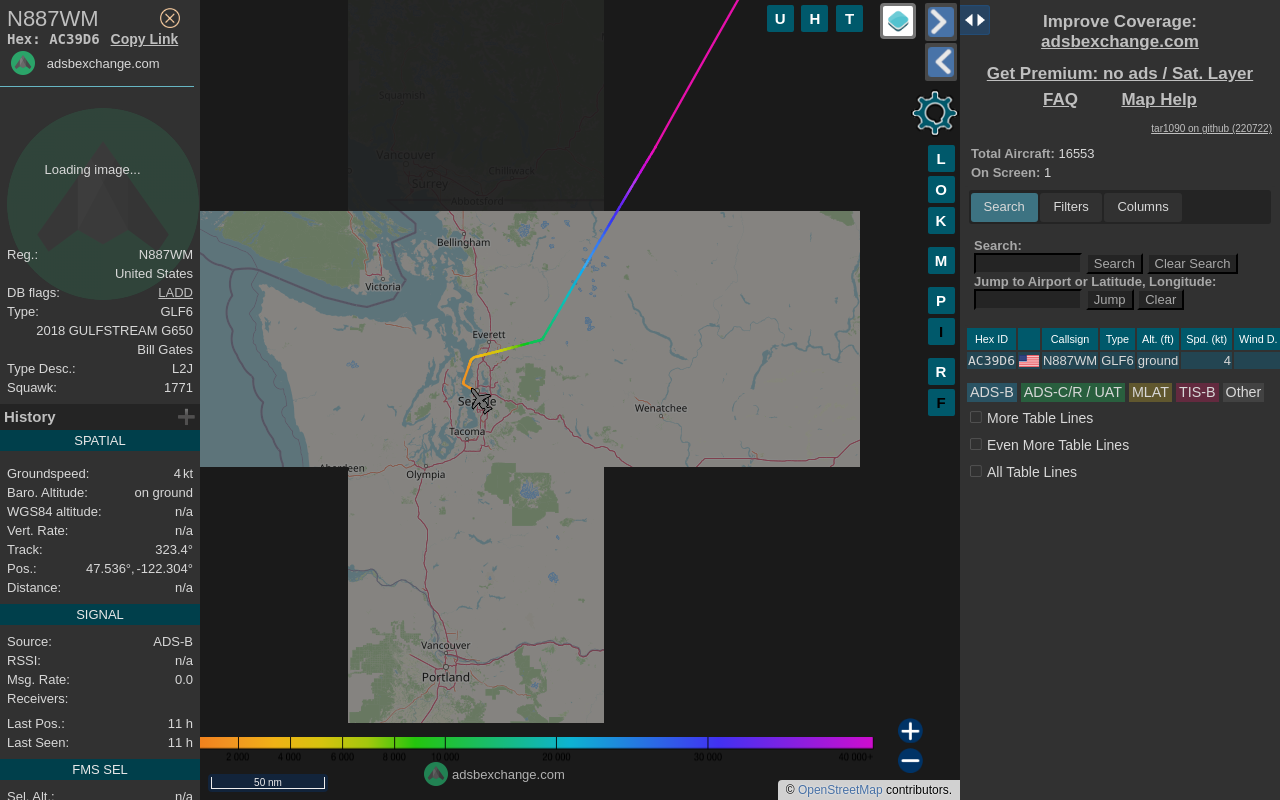 N887WM
Hex: AC39D6 Copy Link
adsbexchange.com
Loading image...
Reg.: N887WM
United States
DB flags: LADD
Type: GLF6
2018 GULFSTREAM G650
Bill Gates
Type Desc.: L2J
Squawk: 1771
History
SPATIAL
Groundspeed: 4 kt
Baro. Altitude: on ground
WGS84 altitude: n/a
Vert. Rate: n/a
Track: 323.4°
Pos.: 47.536°, -122.304°
Distance: n/a
SIGNAL
Source: ADS-B
RSSI: n/a
Msg. Rate: 0.0
Receivers:
Last Pos.: 11 h
Last Seen: 11 h
FMS SEL
Sel. Alt.: n/a
U H T
L
O
K
M
P
I
R
F
Squamish
Vancouver
Surrey
Chilliwack
Abbotsford
Bellingham
Victoria
Everett
Seattle
Wenatchee
Tacoma
Aberdeen
Olympia
Vancouver
Portland
2 000 4 000 6 000 8 000 10 000 20 000 30 000 40 000+
adsbexchange.com
50 nm
© OpenStreetMap contributors.
Improve Coverage:
adsbexchange.com
Get Premium: no ads / Sat. Layer
FAQ Map Help
tar1090 on github (220722)
Total Aircraft: 16553
On Screen: 1
Search Filters Columns
Search:
Search Clear Search
Jump to Airport or Latitude, Longitude:
Jump Clear
Hex ID Callsign Type Alt. (ft) Spd. (kt) Wind D.
AC39D6 N887WM GLF6 ground 4
ADS-B ADS-C/R / UAT MLAT TIS-B Other
More Table Lines
Even More Table Lines
All Table Lines